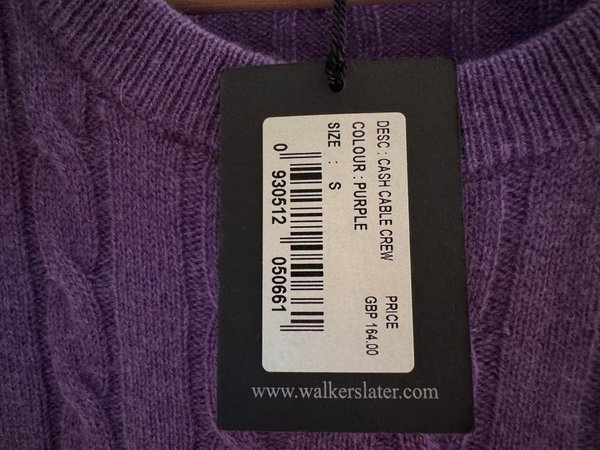 DESC : CASH CABLE CREW
COLOUR : PURPLE
SIZE : S
PRICE
GBP 164.00
0 930512 050661
www.walkerslater.com